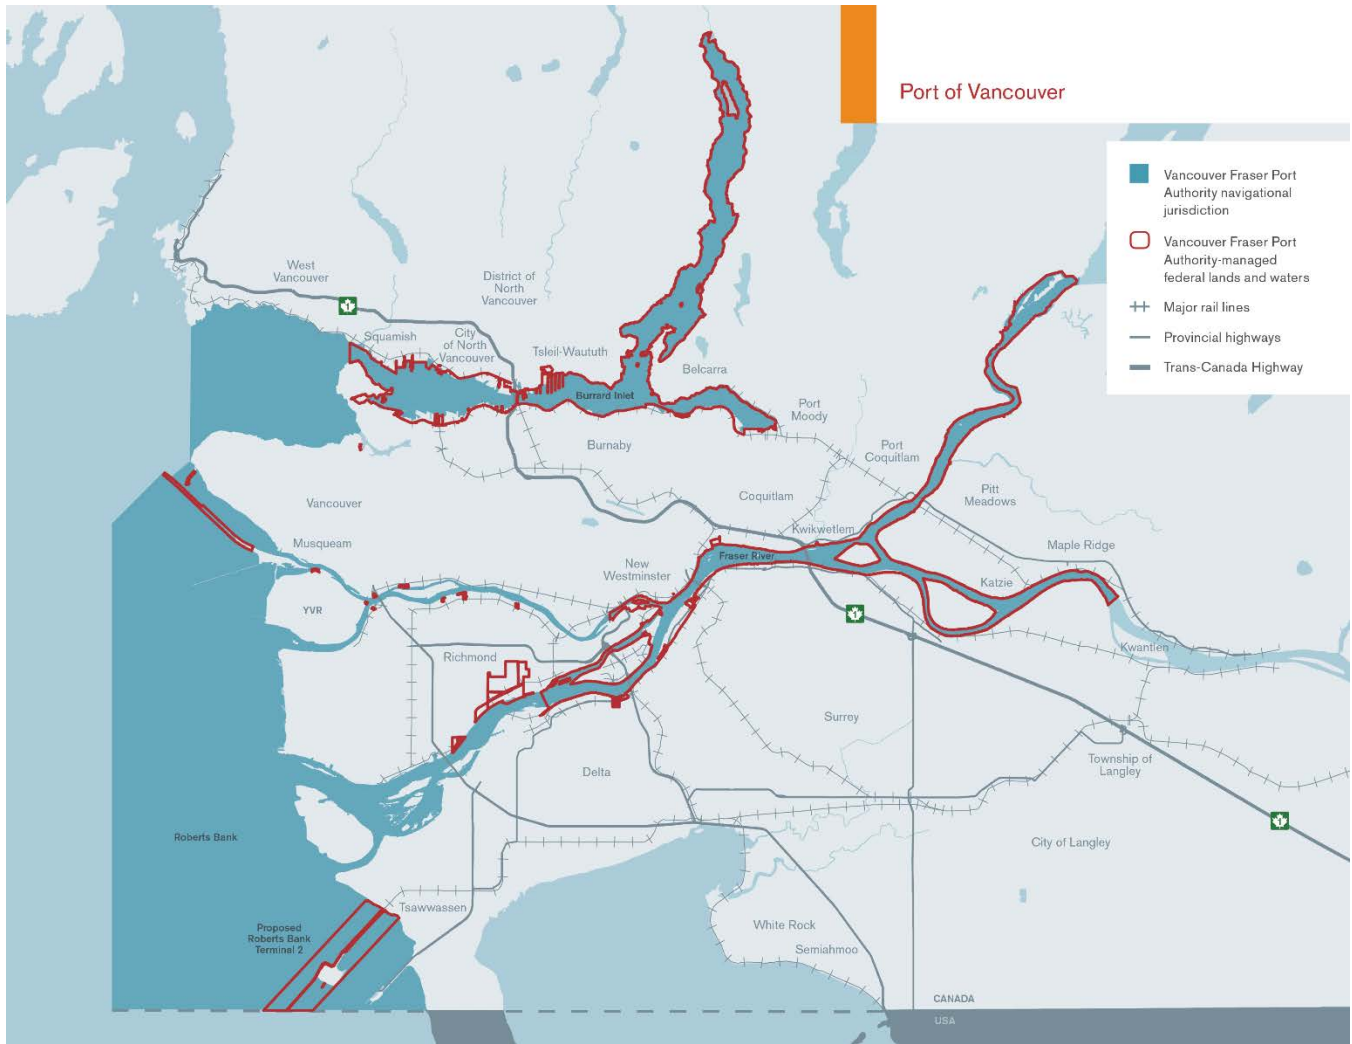 Port of Vancouver
Vancouver Fraser Port
Authority navigational
jurisdiction
Vancouver Fraser Port
Authority-managed
federal lands and waters
Major rail lines
Provincial highways
Trans-Canada Highway
West
Vancouver
1
District of
North
Vancouver
Squamish
City
of North
Vancouver
Tsleil-Waututh
Belcarra
Burrard Inlet
Port
Moody
Burnaby
Port
Coquitlam
Coquitlam
Pitt
Meadows
Vancouver
Musqueam
Kwikwetlem
Maple Ridge
Fraser River
New
Westminster
Katzie
YVR
1
Kwantlen
Richmond
Surrey
Delta
Township of
Langley
1
Roberts Bank
City of Langley
Tsawwassen
Proposed
Roberts Bank
Terminal 2
White Rock
Semiahmoo
CANADA
USA